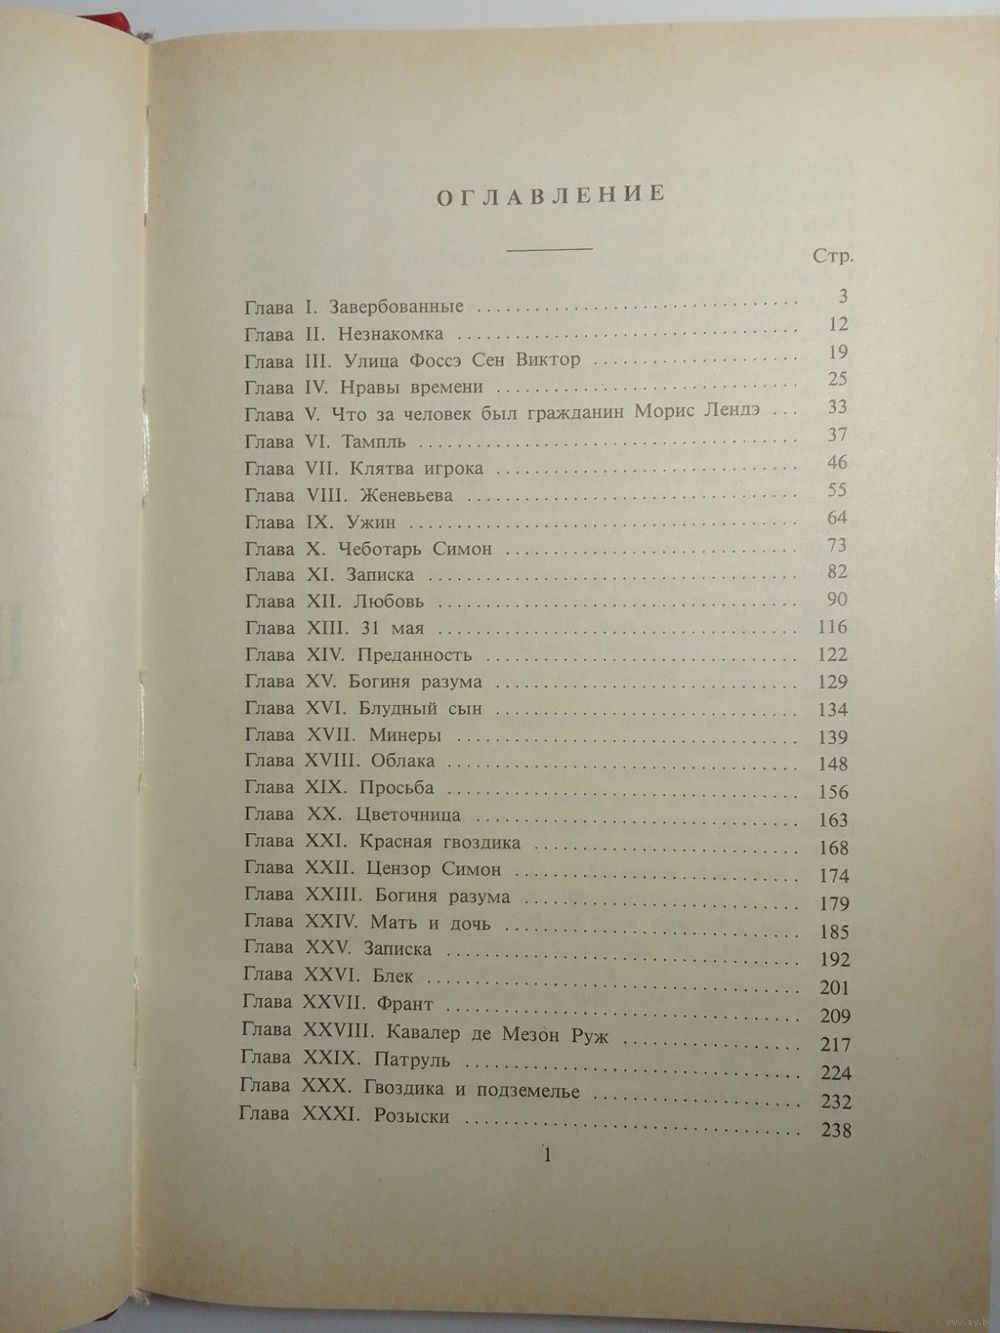 ОГЛАВЛЕНИЕ
Стр.
Глава I. Завербованные ................................ 3
Глава II. Незнакомка ................................ 12
Глава III. Улица Фоссэ Сен Виктор .................... 19
Глава IV. Нравы времени ............................ 25
Глава V. Что за человек был гражданин Морис Лендэ ... 33
Глава VI. Тампль .................................... 37
Глава VII. Клятва игрока ............................ 46
Глава VIII. Женевьева ............................... 55
Глава IX. Ужин ..................................... 64
Глава X. Чеботарь Симон ............................ 73
Глава XI. Записка ................................... 82
Глава XII. Любовь .................................. 90
Глава XIII. 31 мая .................................. 116
Глава XIV. Преданность ............................. 122
Глава XV. Богиня разума ............................ 129
Глава XVI. Блудный сын ............................ 134
Глава XVII. Минеры ................................ 139
Глава XVIII. Облака ................................ 148
Глава XIX. Просьба ................................ 156
Глава XX. Цветочница .............................. 163
Глава XXI. Красная гвоздика ........................ 168
Глава XXII. Цензор Симон .......................... 174
Глава XXIII. Богиня разума ......................... 179
Глава XXIV. Мать и дочь ........................... 185
Глава XXV. Записка ................................ 192
Глава XXVI. Блек .................................. 201
Глава XXVII. Франт ................................ 209
Глава XXVIII. Кавалер де Мезон Руж ................ 217
Глава XXIX. Патруль ............................... 224
Глава XXX. Гвоздика и подземелье ................... 232
Глава XXXI. Розыски ............................... 238
1
www.ay.by